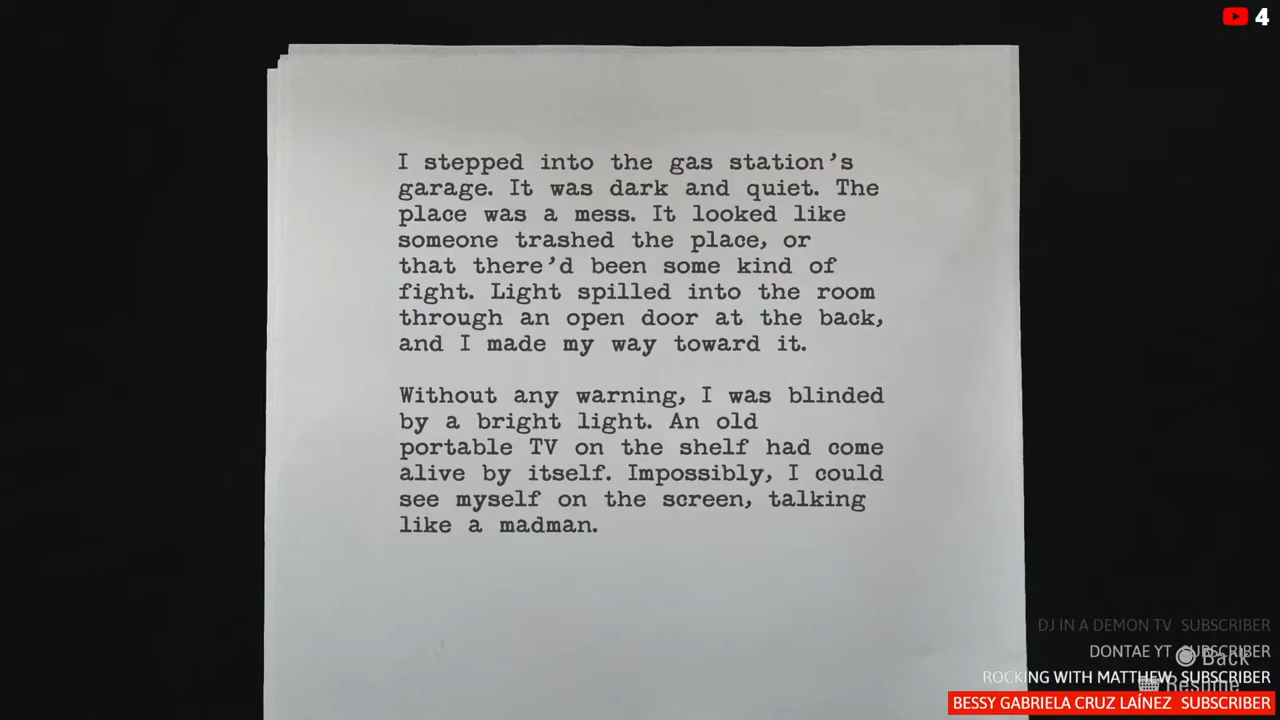 4
I stepped into the gas station’s
garage. It was dark and quiet. The
place was a mess. It looked like
someone trashed the place, or
that there’d been some kind of
fight. Light spilled into the room
through an open door at the back,
and I made my way toward it.
Without any warning, I was blinded
by a bright light. An old
portable TV on the shelf had come
alive by itself. Impossibly, I could
see myself on the screen, talking
like a madman.
DJ IN A DEMON TV SUBSCRIBER
DONTAE YT SUBSCRIBER
Back
ROCKING WITH MATTHEW SUBSCRIBER
Resume
BESSY GABRIELA CRUZ LAÍNEZ SUBSCRIBER